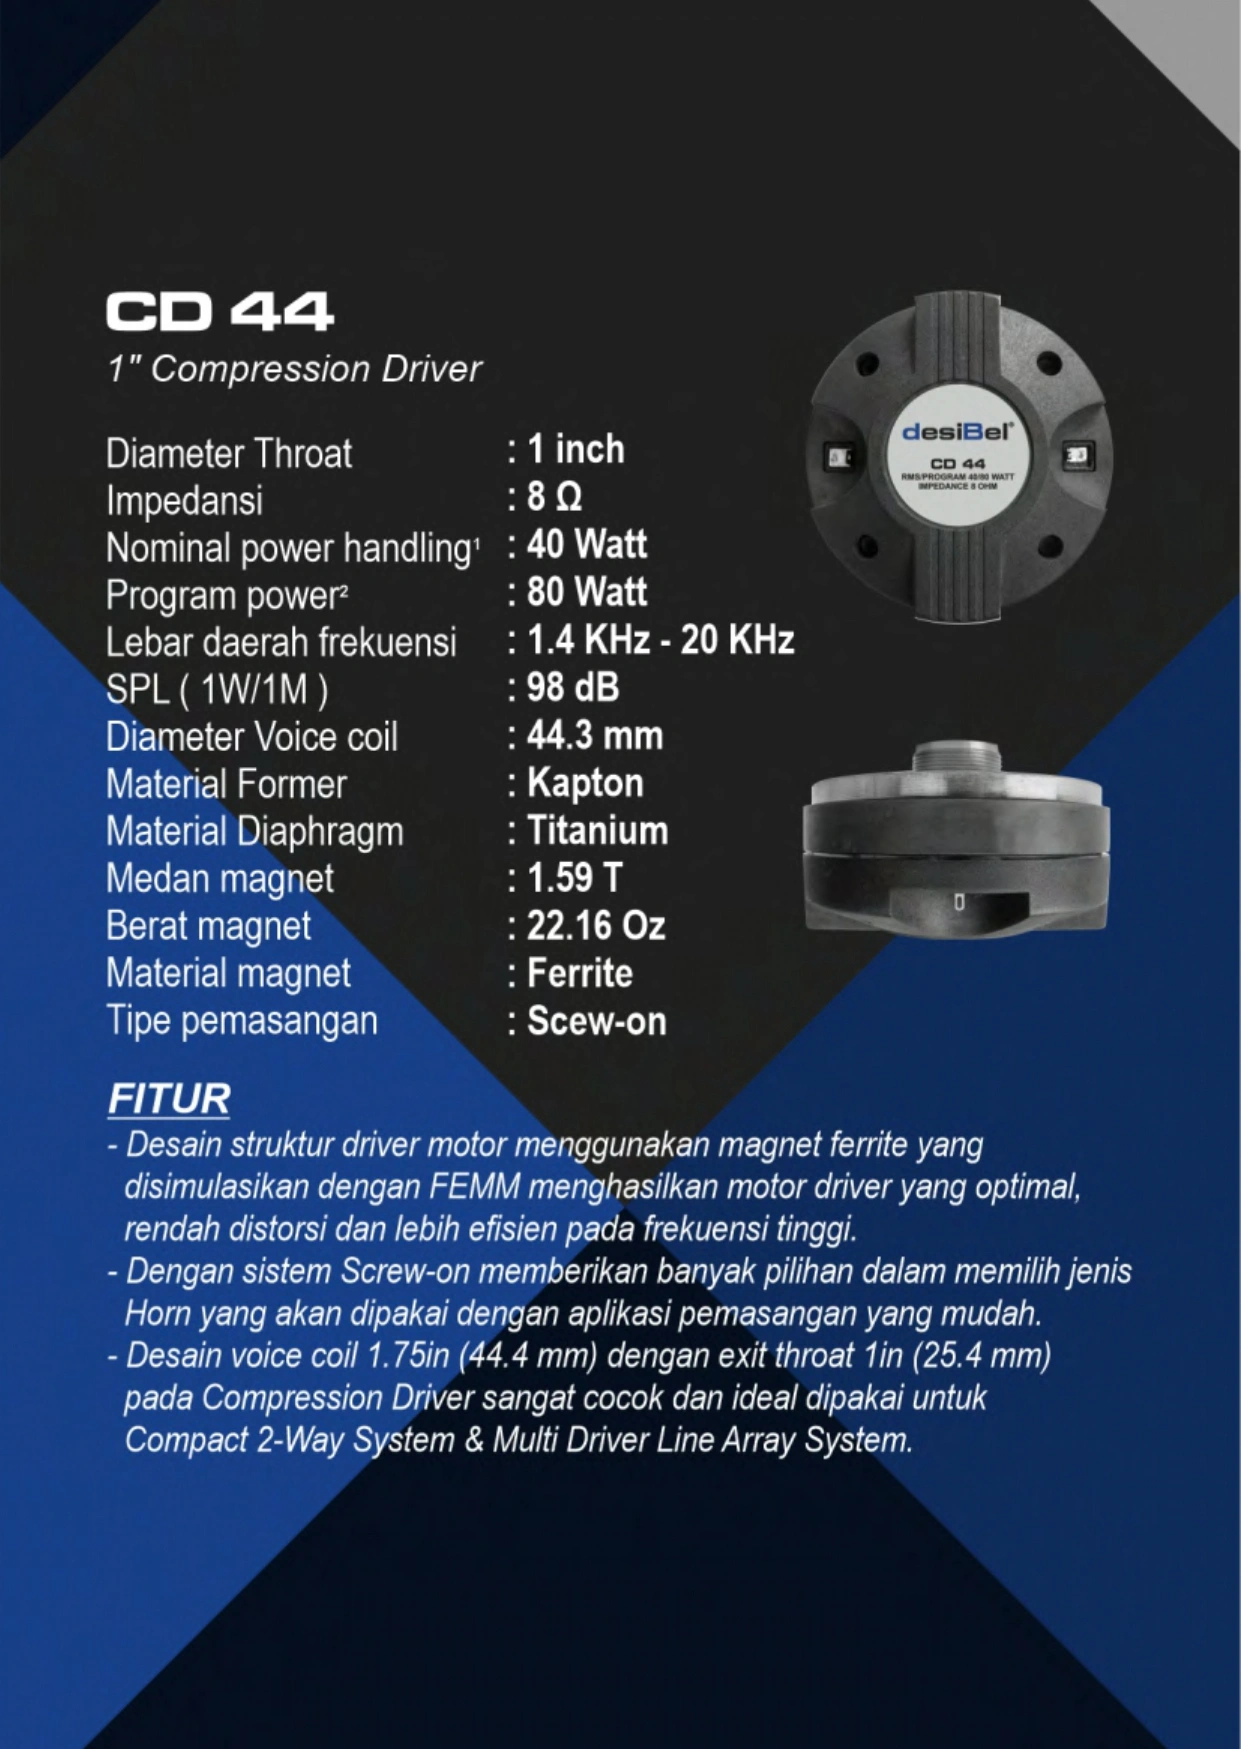 CD 44
1" Compression Driver
Diameter Throat : 1 inch
Impedansi : 8 Ω
Nominal power handling¹ : 40 Watt
Program power² : 80 Watt
Lebar daerah frekuensi : 1.4 KHz - 20 KHz
SPL ( 1W/1M ) : 98 dB
Diameter Voice coil : 44.3 mm
Material Former : Kapton
Material Diaphragm : Titanium
Medan magnet : 1.59 T
Berat magnet : 22.16 Oz
Material magnet : Ferrite
Tipe pemasangan : Scew-on
desiBel®
CD 44
RMS/PROGRAM 40/80 WATT
IMPEDANCE 8 OHM
FITUR
- Desain struktur driver motor menggunakan magnet ferrite yang
disimulasikan dengan FEMM menghasilkan motor driver yang optimal,
rendah distorsi dan lebih efisien pada frekuensi tinggi.
- Dengan sistem Screw-on memberikan banyak pilihan dalam memilih jenis
Horn yang akan dipakai dengan aplikasi pemasangan yang mudah.
- Desain voice coil 1.75in (44.4 mm) dengan exit throat 1in (25.4 mm)
pada Compression Driver sangat cocok dan ideal dipakai untuk
Compact 2-Way System & Multi Driver Line Array System.